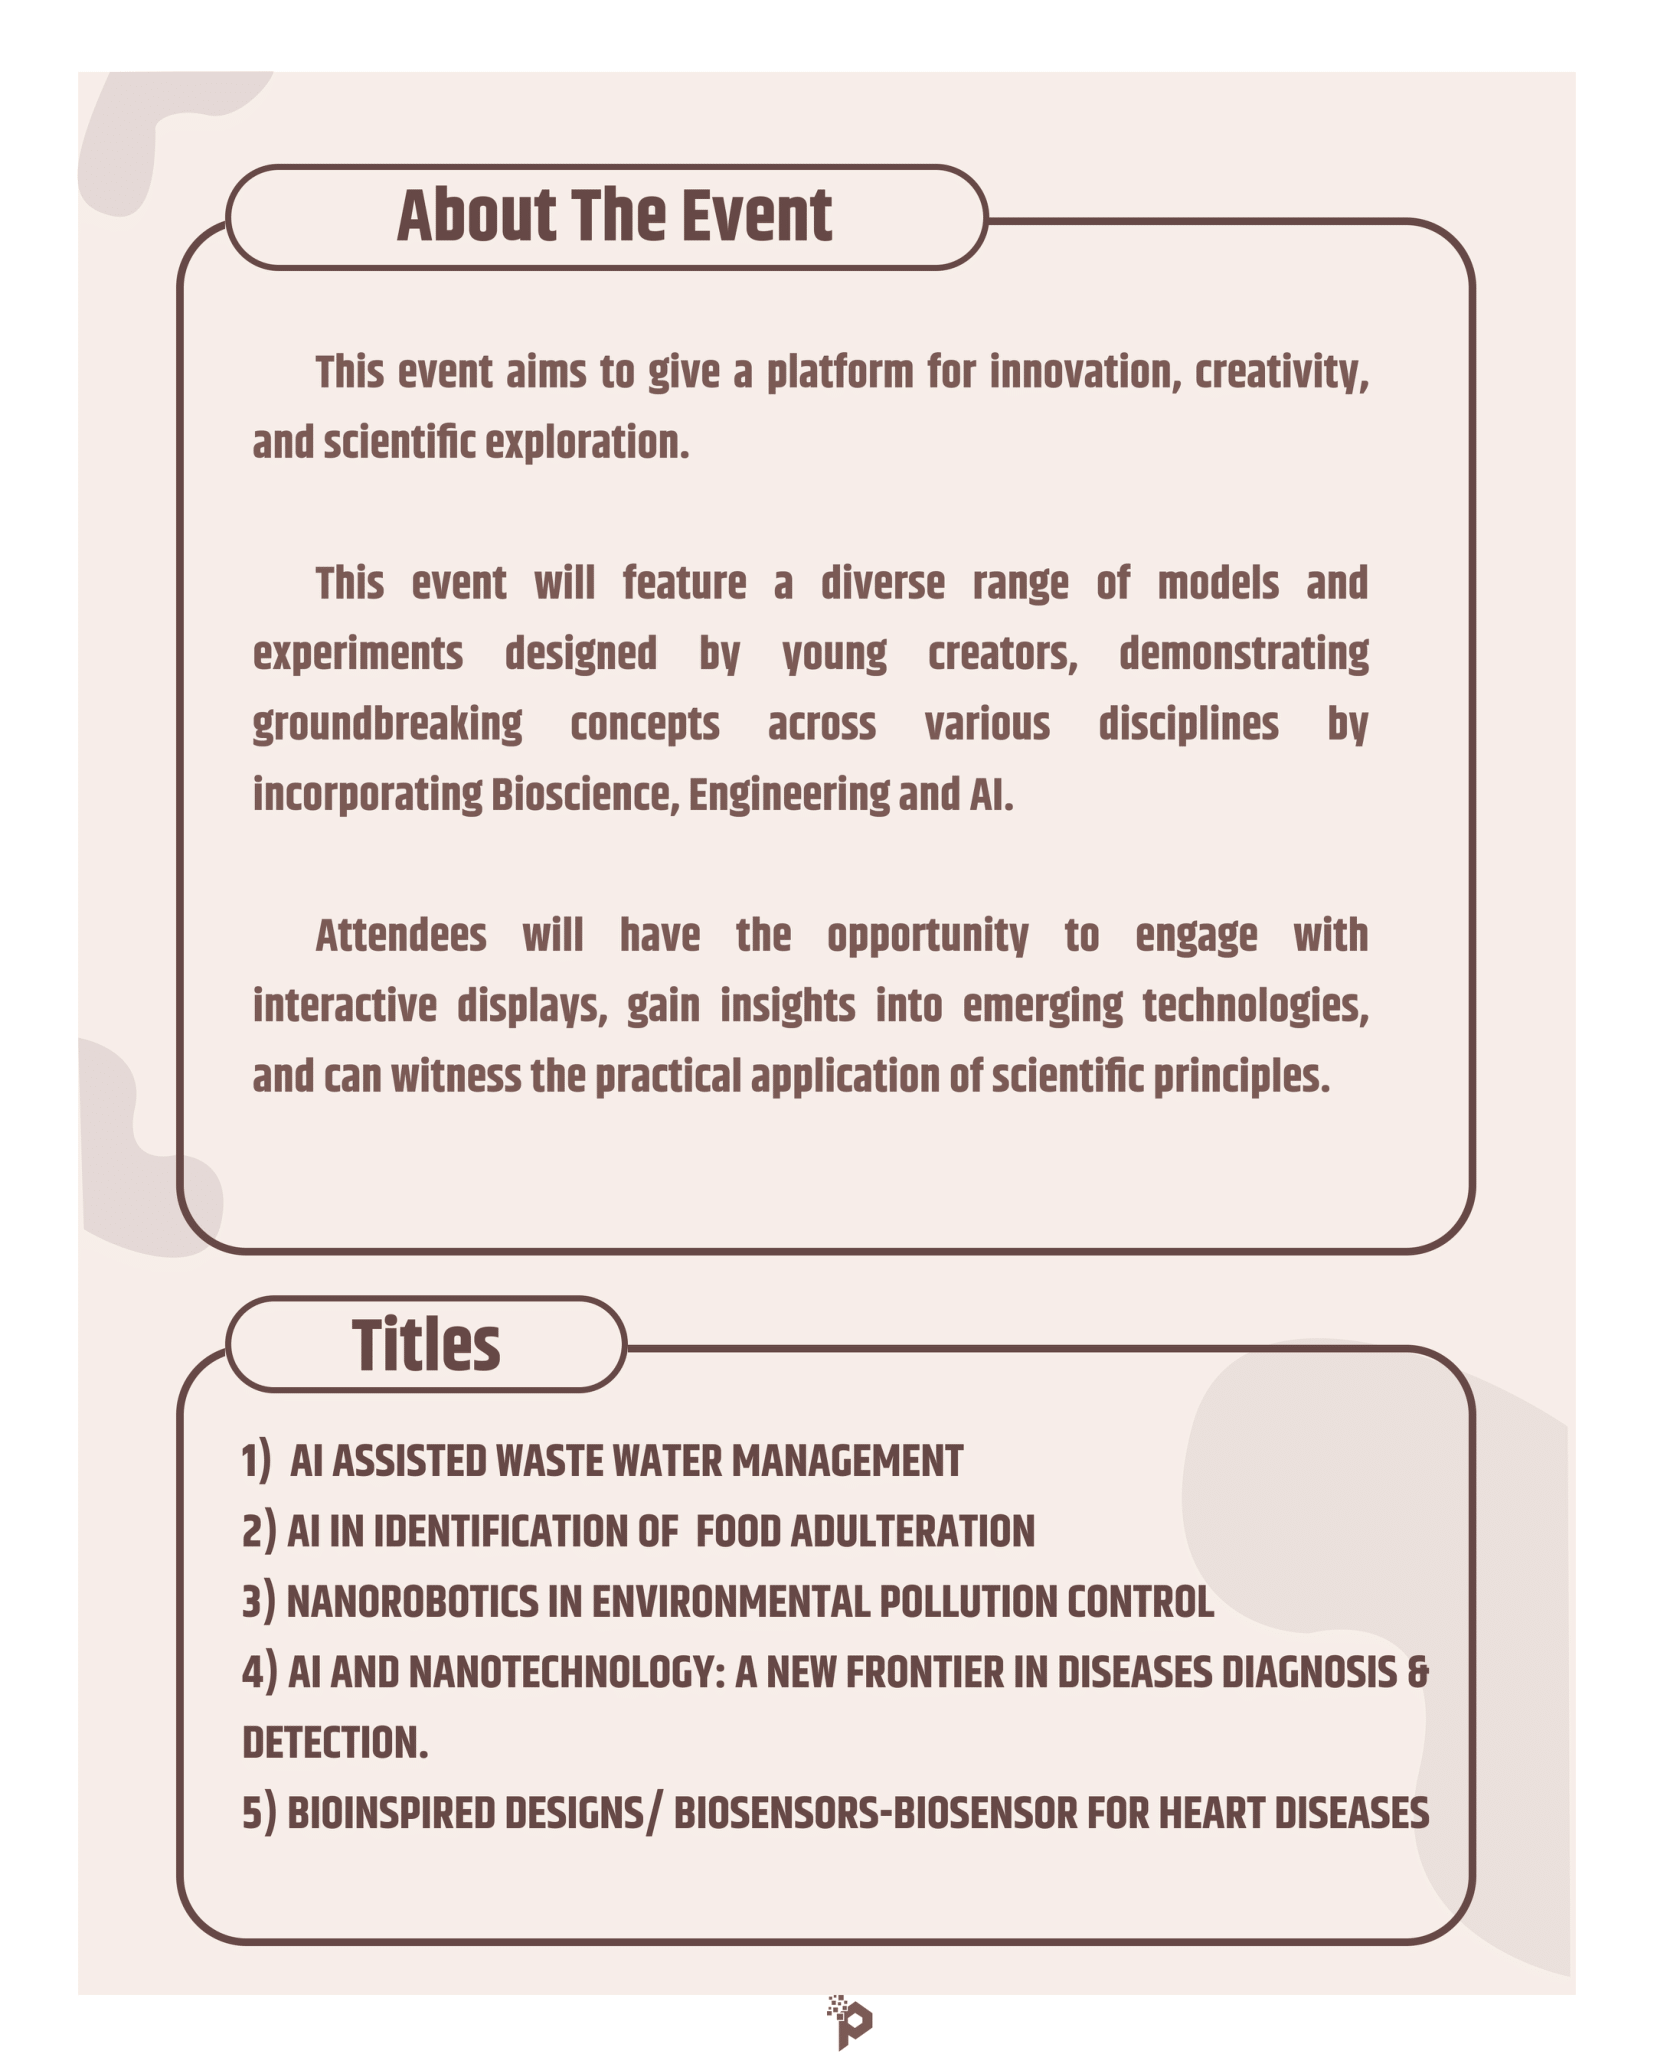 About The Event
This event aims to give a platform for innovation, creativity,
and scientific exploration.
This event will feature a diverse range of models and
experiments designed by young creators, demonstrating
groundbreaking concepts across various disciplines by
incorporating Bioscience, Engineering and AI.
Attendees will have the opportunity to engage with
interactive displays, gain insights into emerging technologies,
and can witness the practical application of scientific principles.
Titles
1) AI ASSISTED WASTE WATER MANAGEMENT
2) AI IN IDENTIFICATION OF FOOD ADULTERATION
3) NANOROBOTICS IN ENVIRONMENTAL POLLUTION CONTROL
4) AI AND NANOTECHNOLOGY: A NEW FRONTIER IN DISEASES DIAGNOSIS &
DETECTION.
5) BIOINSPIRED DESIGNS/ BIOSENSORS-BIOSENSOR FOR HEART DISEASES